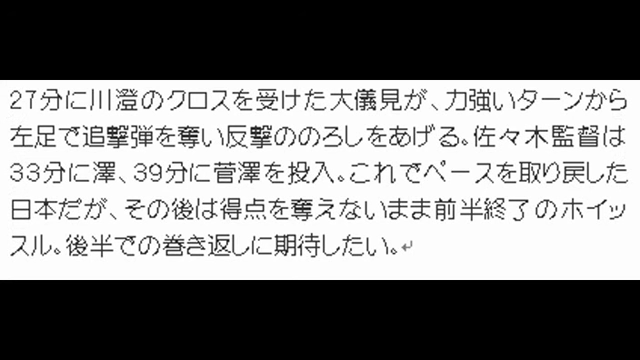 27分に川澄のクロスを受けた大儀見が、力強いターンから
左足で追撃弾を奪い反撃ののろしをあげる。佐々木監督は
33分に澤、39分に菅澤を投入。これでペースを取り戻した
日本だが、その後は得点を奪えないまま前半終了のホイッ
スル。後半での巻き返しに期待したい。↵